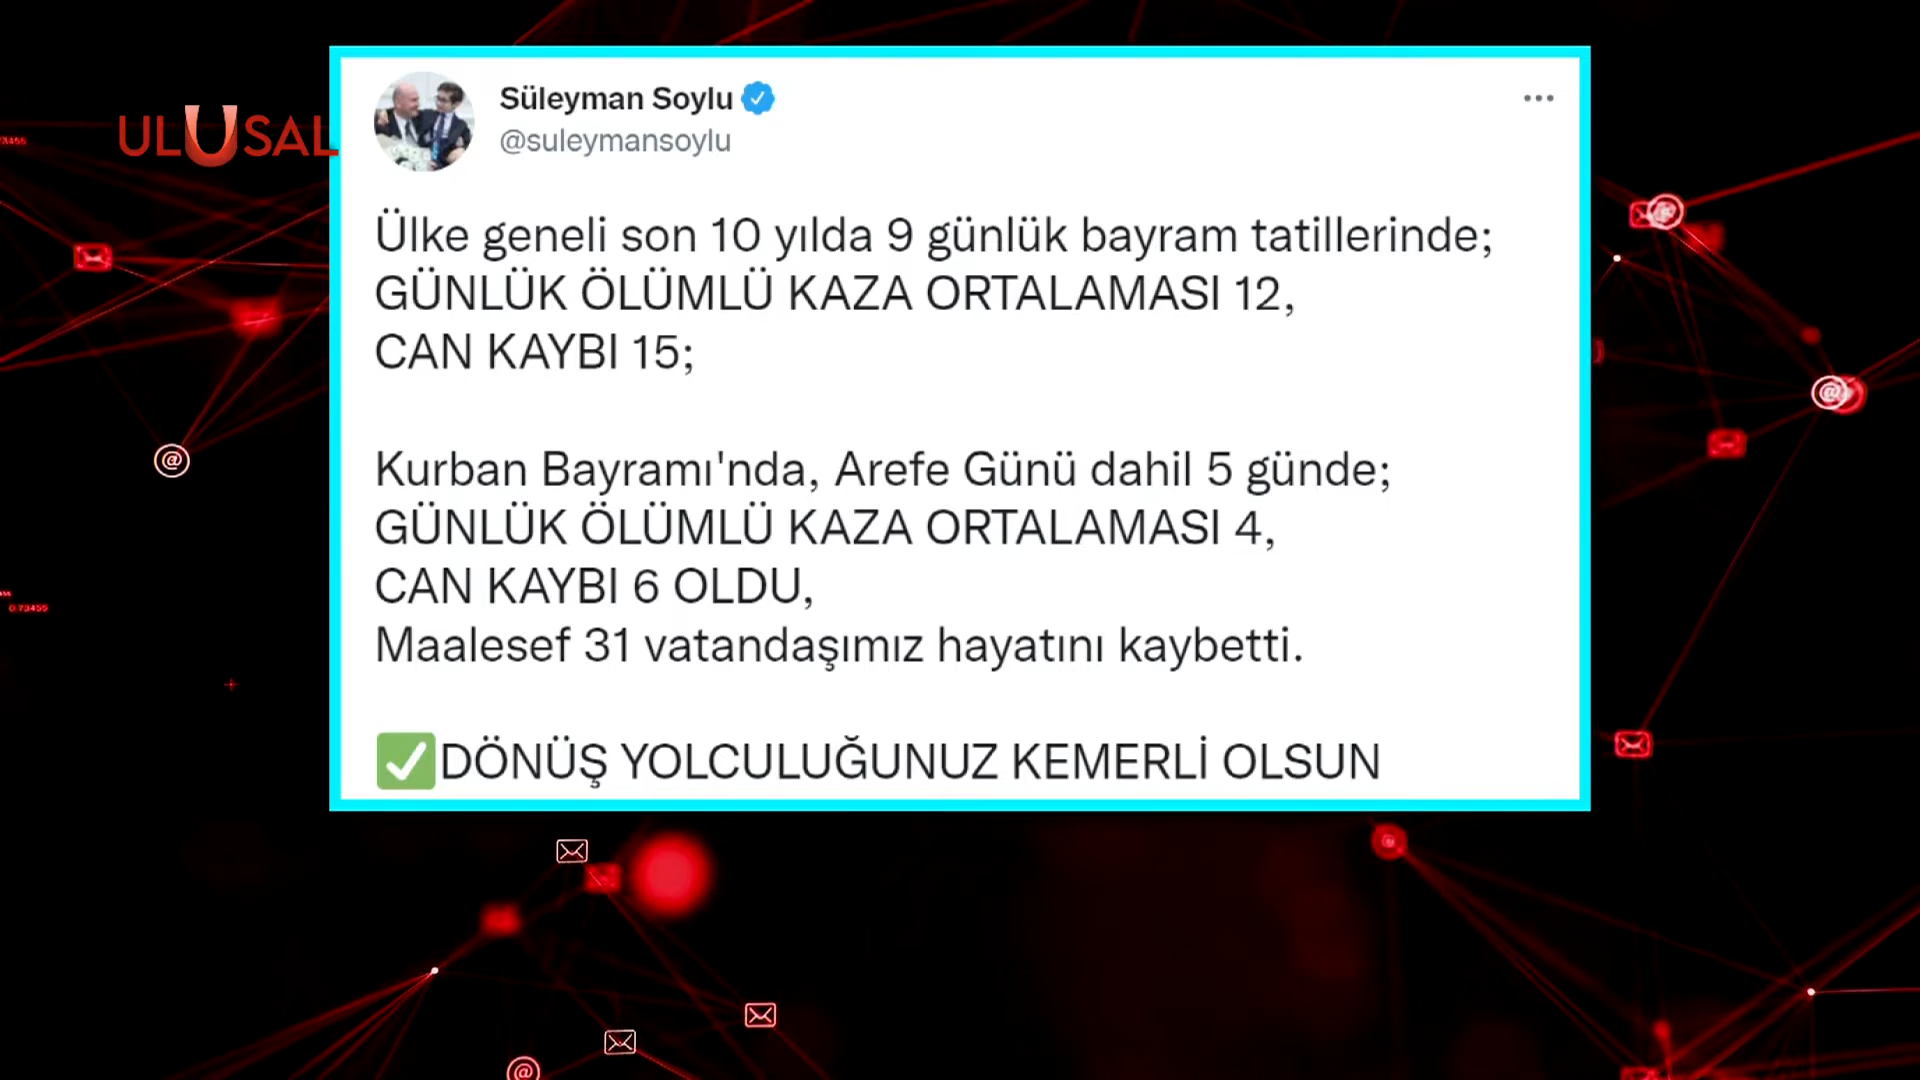 ULUSAL
Süleyman Soylu
@suleymansoylu
Ülke geneli son 10 yılda 9 günlük bayram tatillerinde;
GÜNLÜK ÖLÜMLÜ KAZA ORTALAMASI 12,
CAN KAYBI 15;
Kurban Bayramı'nda, Arefe Günü dahil 5 günde;
GÜNLÜK ÖLÜMLÜ KAZA ORTALAMASI 4,
CAN KAYBI 6 OLDU,
Maalesef 31 vatandaşımız hayatını kaybetti.
✅DÖNÜŞ YOLCULUĞUNUZ KEMERLİ OLSUN
0.73455